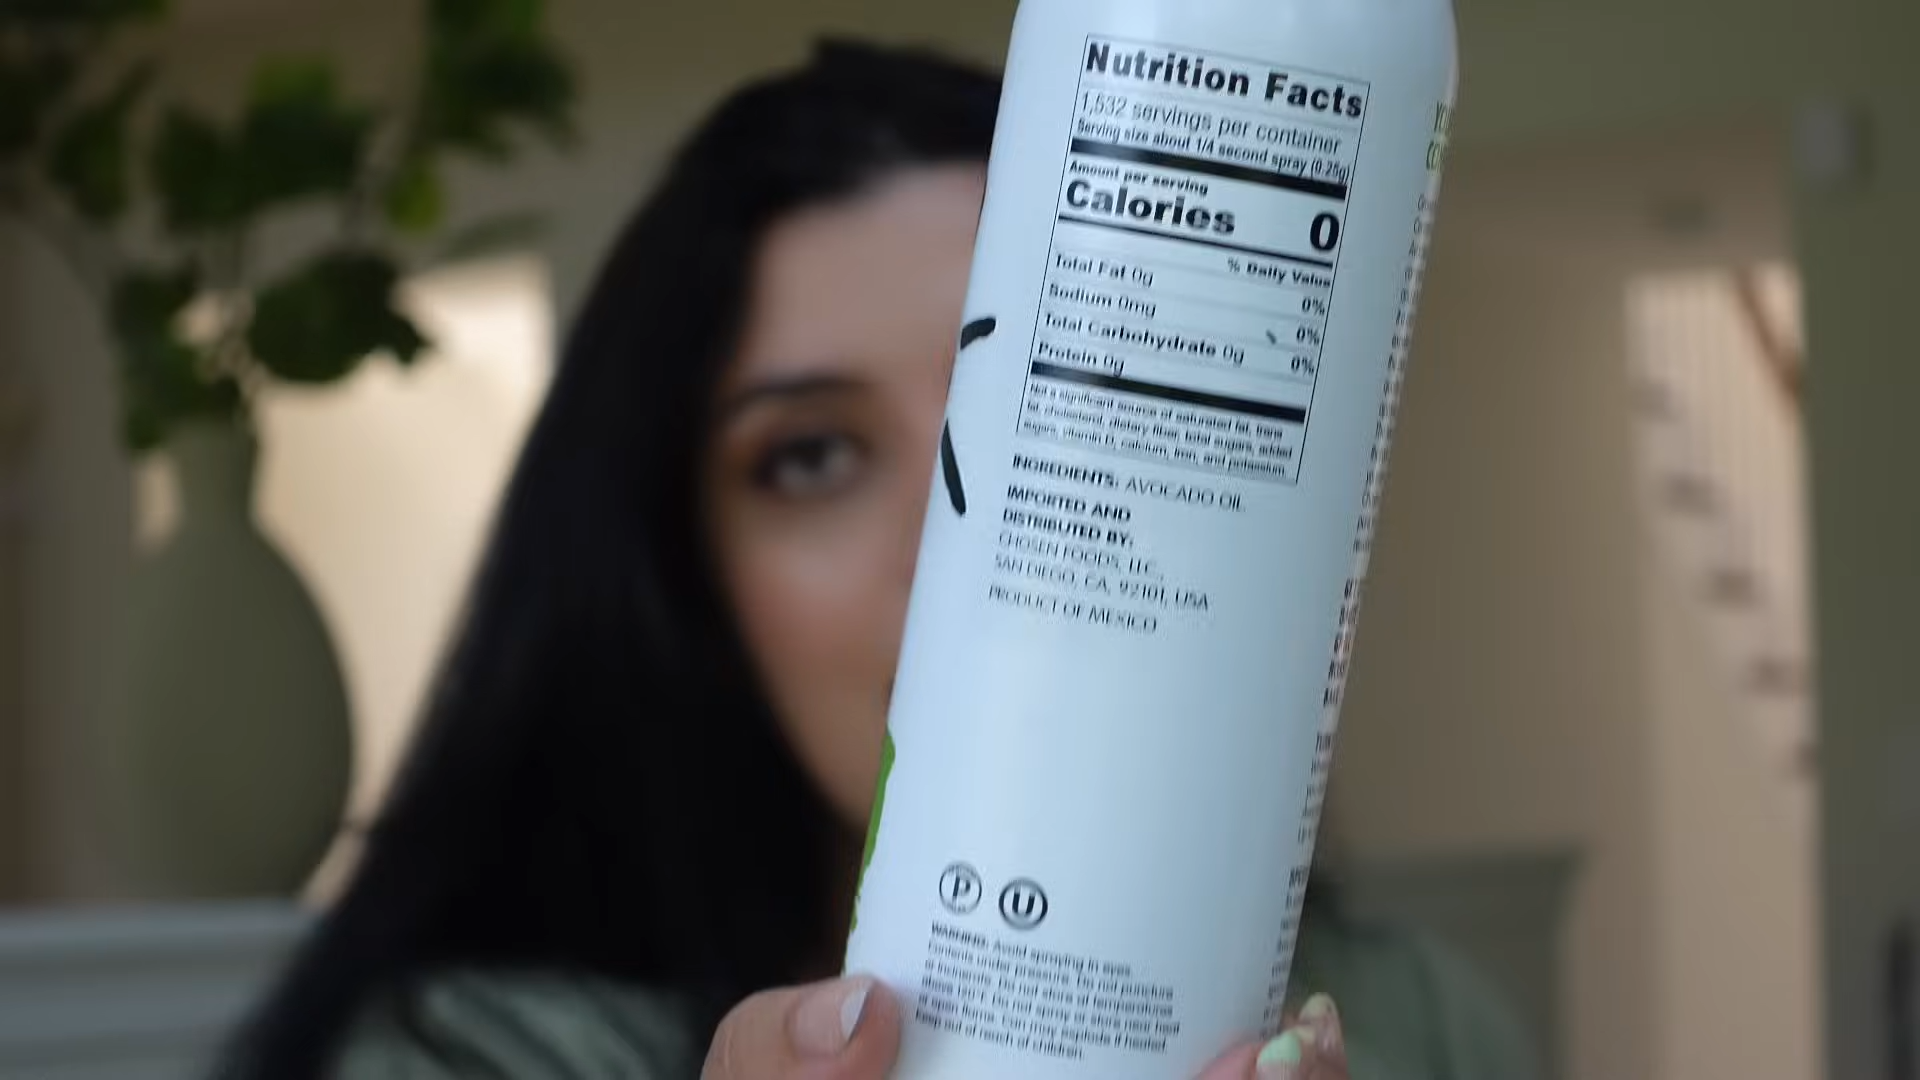 Nutrition Facts
1,532 servings per container
Serving size about 1/4 second spray (0.25g)
Amount per serving
Calories 0
% Daily Value
Total Fat 0g 0%
Sodium 0mg 0%
Total Carbohydrate 0g 0%
Protein 0g
Not a significant source of saturated fat, trans
fat, cholesterol, dietary fiber, total sugars, added
sugars, vitamin D, calcium, iron, and potassium.
INGREDIENTS: AVOCADO OIL
IMPORTED AND
DISTRIBUTED BY:
CHOSEN FOODS, LLC.,
SAN DIEGO, CA, 92101, USA
PRODUCT OF MEXICO
P U
WARNING: Avoid spraying in eyes.
Contents under pressure. Do not puncture
or incinerate. Do not store at temperatures
above 120°F. Do not spray or store near heat
or open flame. Can may explode if heated.
Keep out of reach of children.